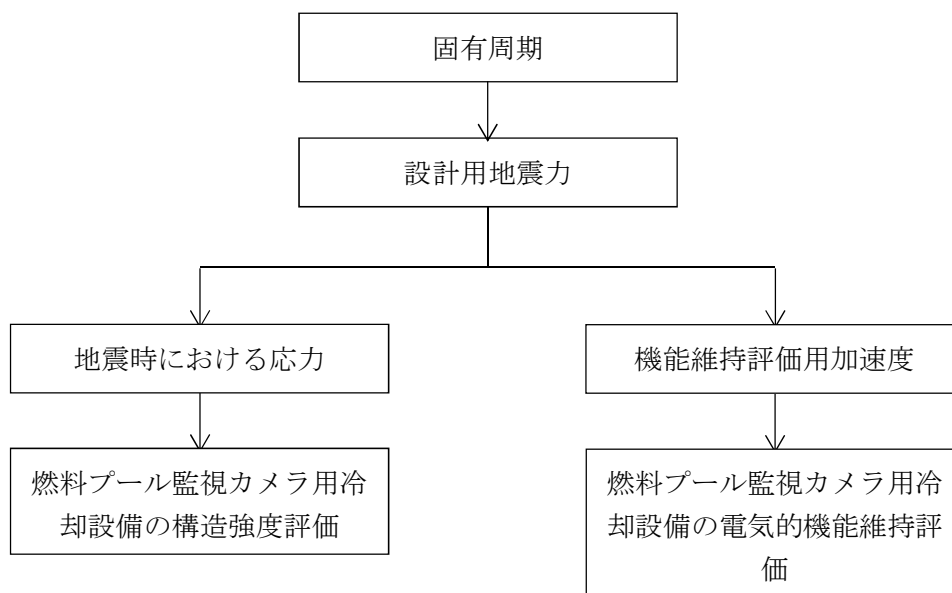 固有周期
設計用地震力
地震時における応力
燃料プール監視カメラ用冷
却設備の構造強度評価
機能維持評価用加速度
燃料プール監視カメラ用冷
却設備の電気的機能維持評
価